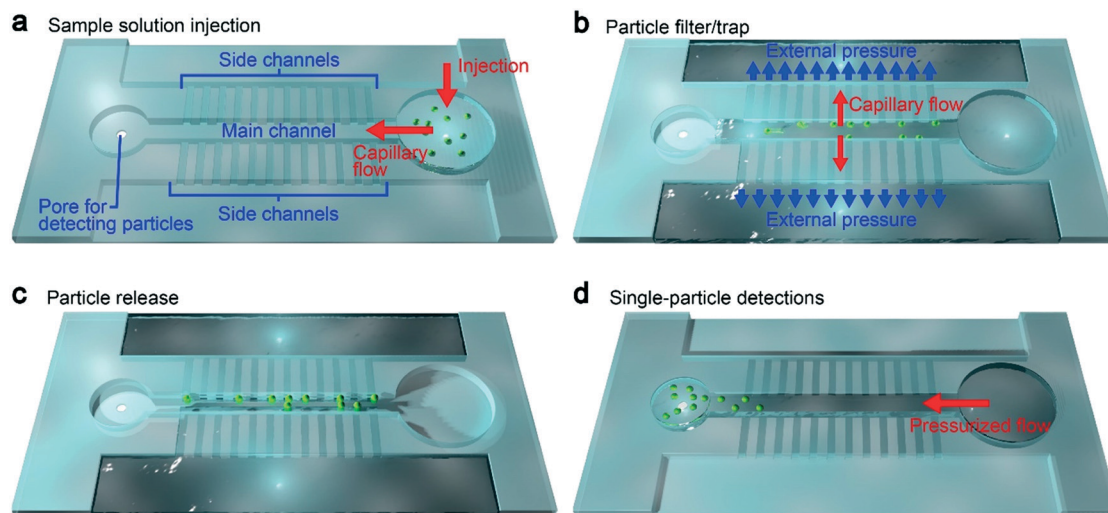 a Sample solution injection
Side channels
Injection
Main channel
Capillary
flow
Pore for
detecting particles
Side channels
b Particle filter/trap
External pressure
Capillary flow
External pressure
c Particle release
d Single-particle detections
Pressurized flow